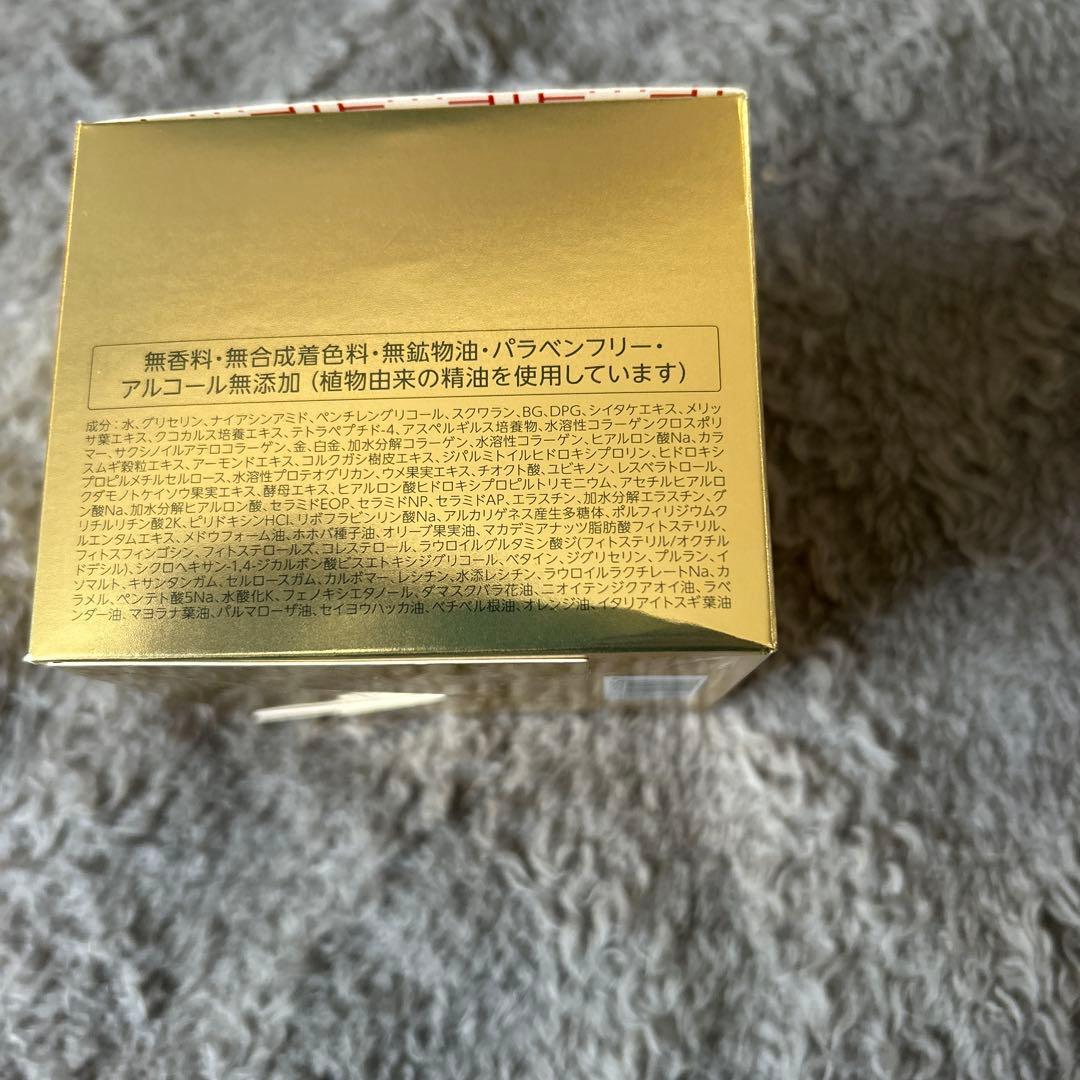 無香料・無合成着色料・無鉱物油・パラベンフリー・
アルコール無添加 (植物由来の精油を使用しています)
成分：水、グリセリン、ナイアシンアミド、ペンチレングリコール、スクワラン、BG、DPG、シイタケエキス、メリッ
サ葉エキス、クコカルス培養エキス、テトラペプチド-4、アスペルギルス培養物、水溶性コラーゲンクロスポリ
マー、サクシノイルアテロコラーゲン、金、白金、加水分解コラーゲン、水溶性コラーゲン、ヒアルロン酸Na、カラ
スムギ穀粒エキス、アーモンドエキス、コルクガシ樹皮エキス、ジパルミトイルヒドロキシプロリン、ヒドロキシ
プロピルメチルセルロース、水溶性プロテオグリカン、ウメ果実エキス、チオクト酸、ユビキノン、レスベラトロール、
クダモノトケイソウ果実エキス、酵母エキス、ヒアルロン酸ヒドロキシプロピルトリモニウム、アセチルヒアルロ
ン酸Na、加水分解ヒアルロン酸、セラミドEOP、セラミドNP、セラミドAP、エラスチン、加水分解エラスチン、グ
リチルリチン酸2K、ピリドキシンHCl、リボフラビンリン酸Na、アルカリゲネス産生多糖体、ポルフィリジウムク
ルエンタムエキス、メドウフォーム油、ホホバ種子油、オリーブ果実油、マカデミアナッツ脂肪酸フィトステリル、
フィトスフィンゴシン、フィトステロールズ、コレステロール、ラウロイルグルタミン酸ジ(フィトステリル/オクチル
ドデシル)、シクロヘキサン-1,4-ジカルボン酸ビスエトキシジグリコール、ベタイン、ジグリセリン、プルラン、イ
ソマルト、キサンタンガム、セルロースガム、カルボマー、レシチン、水添レシチン、ラウロイルラクチレートNa、カ
ラメル、ペンテト酸5Na、水酸化K、フェノキシエタノール、ダマスクバラ花油、ニオイテンジクアオイ油、ラベ
ンダー油、マヨラナ葉油、パルマローザ油、セイヨウハッカ油、ベチベル根油、オレンジ油、イタリアイトスギ葉油